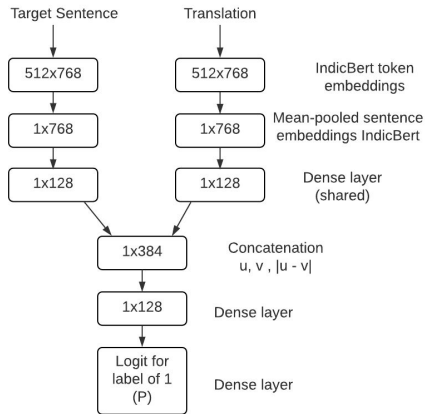 Target Sentence
Translation
512x768
512x768
IndicBert token
embeddings
1x768
1x768
Mean-pooled sentence
embeddings IndicBert
1x128
1x128
Dense layer
(shared)
1x384
Concatenation
u, v , |u - v|
1x128
Dense layer
Logit for
label of 1
(P)
Dense layer